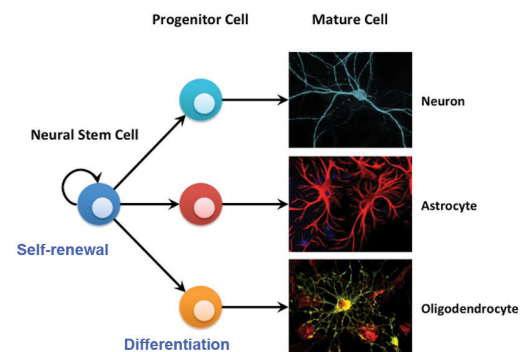 Progenitor Cell Mature Cell
Neuron
Neural Stem Cell
Astrocyte
Self-renewal
Oligodendrocyte
Differentiation